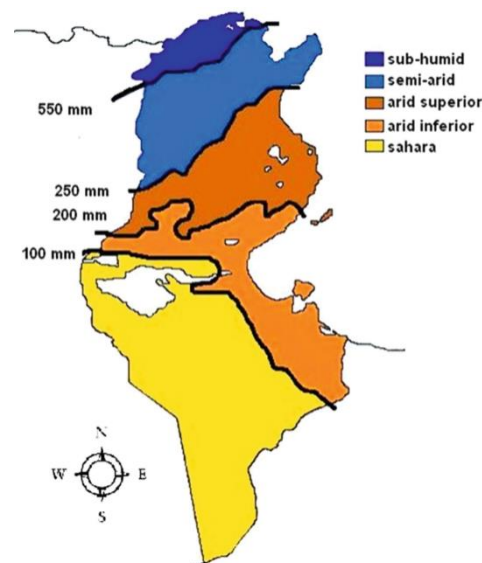 sub-humid
semi-arid
arid superior
arid inferior
sahara
550 mm
250 mm
200 mm
100 mm
N
W E
S